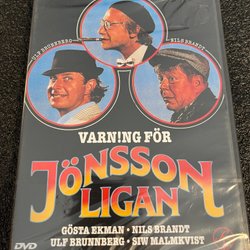 ULF BRUNNBERG
NILS BRANDT
VARN!NG FÖR
JÖNSSON
LIGAN
GÖSTA EKMAN • NILS BRANDT
ULF BRUNNBERG • SIW MALMKVIST
DVD